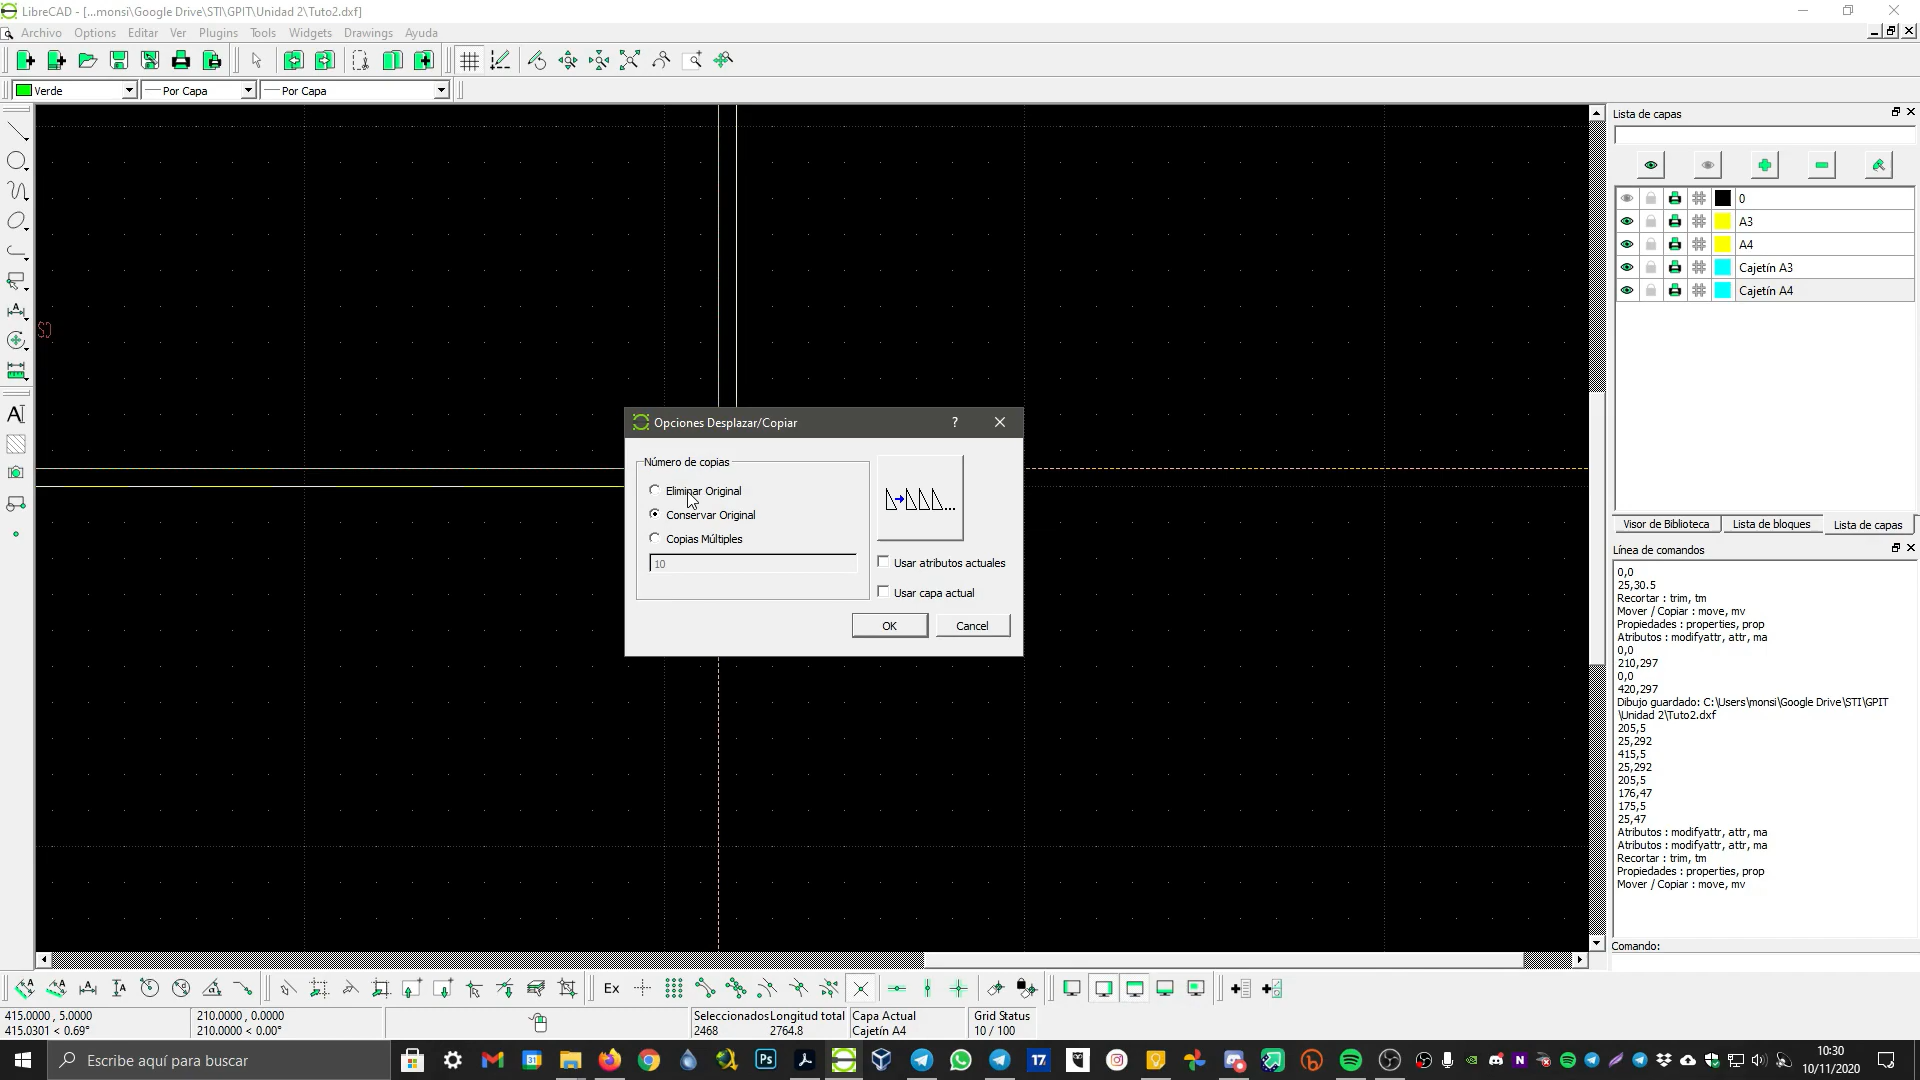 LibreCAD - [...monsi\Google Drive\STI\GPIT\Unidad 2\Tuto2.dxf]
Archivo Options Editar Ver Plugins Tools Widgets Drawings Ayuda
Verde Por Capa Por Capa
Lista de capas
0
A3
A4
Cajetín A3
Cajetín A4
Opciones Desplazar/Copiar ?
Número de copias
Eliminar Original
Conservar Original
Copias Múltiples
10
Usar atributos actuales
Usar capa actual
OK Cancel
Visor de Biblioteca Lista de bloques Lista de capas
Línea de comandos
0,0
25,30.5
Recortar : trim, tm
Mover / Copiar : move, mv
Propiedades : properties, prop
Atributos : modifyattr, attr, ma
0,0
210,297
0,0
420,297
Dibujo guardado: C:\Users\monsi\Google Drive\STI\GPIT
\Unidad 2\Tuto2.dxf
205,5
25,292
415,5
25,292
205,5
176,47
175,5
25,47
Atributos : modifyattr, attr, ma
Atributos : modifyattr, attr, ma
Recortar : trim, tm
Propiedades : properties, prop
Mover / Copiar : move, mv
Comando:
Ex
415.0000 , 5.0000 210.0000 , 0.0000 Seleccionados Longitud total Capa Actual Grid Status
415.0301 < 0.69° 210.0000 < 0.00° 2468 2764.8 Cajetín A4 10 / 100
Escribe aquí para buscar
10:30
10/11/2020